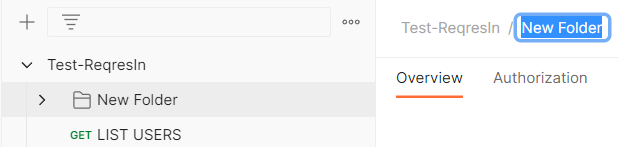 Test-ReqresIn / New Folder
Test-ReqresIn
Overview Authorization
New Folder
GET LIST USERS